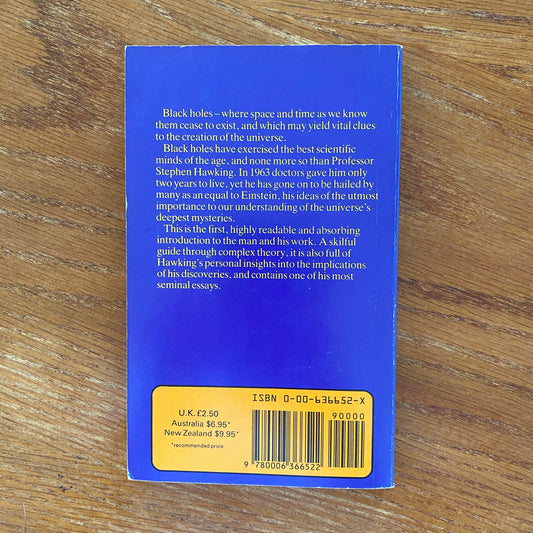 Black holes – where space and time as we know
them cease to exist, and which may yield vital clues
to the creation of the universe.
Black holes have exercised the best scientific
minds of the age, and none more so than Professor
Stephen Hawking. In 1963 doctors gave him only
two years to live, yet he has gone on to be hailed by
many as an equal to Einstein, his ideas of the utmost
importance to our understanding of the universe's
deepest mysteries.
This is the first, highly readable and absorbing
introduction to the man and his work. A skilful
guide through complex theory, it is also full of
Hawking's personal insights into the implications
of his discoveries, and contains one of his most
seminal essays.
ISBN 0-00-636652-X
U.K. £2.50
Australia $6.95*
New Zealand $9.95*
*recommended price
90000
9 780006 366522